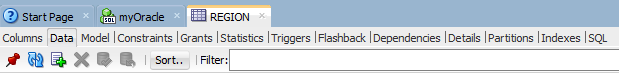 Start Page myOracle REGION
Columns Data Model Constraints Grants Statistics Triggers Flashback Dependencies Details Partitions Indexes SQL
Sort.. Filter: